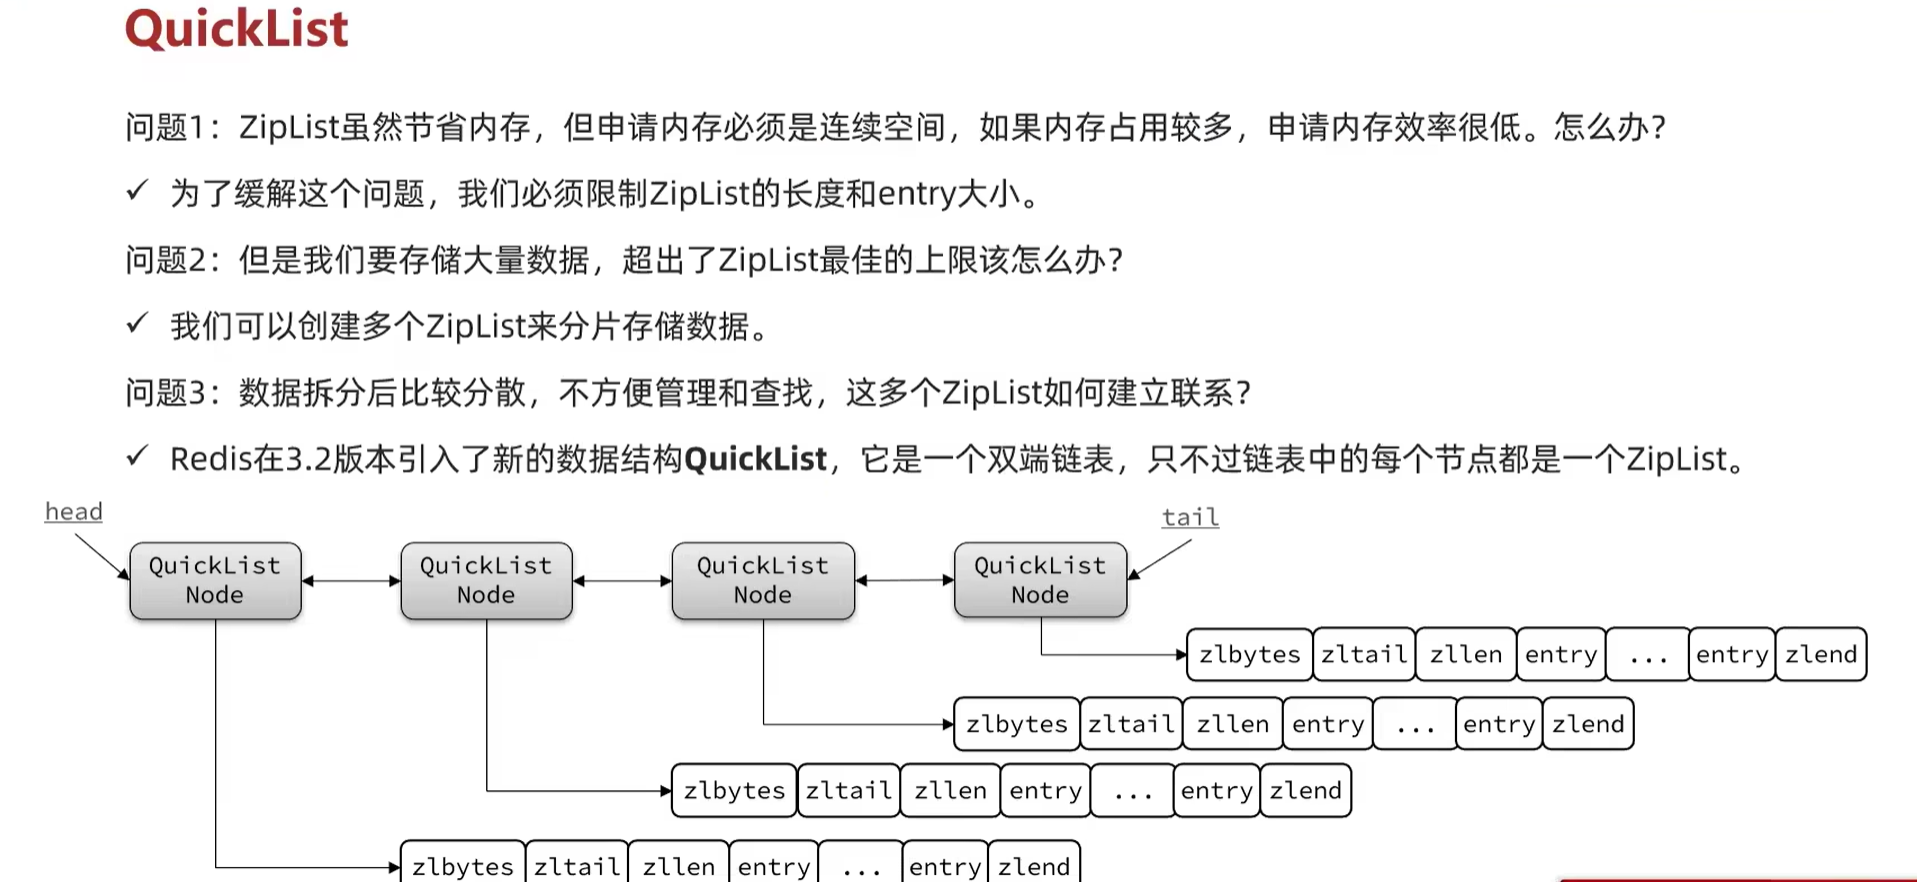 QuickList
问题1：ZipList虽然节省内存，但申请内存必须是连续空间，如果内存占用较多，申请内存效率很低。怎么办？
✓ 为了缓解这个问题，我们必须限制ZipList的长度和entry大小。
问题2：但是我们要存储大量数据，超出了ZipList最佳的上限该怎么办？
✓ 我们可以创建多个ZipList来分片存储数据。
问题3：数据拆分后比较分散，不方便管理和查找，这多个ZipList如何建立联系？
✓ Redis在3.2版本引入了新的数据结构QuickList，它是一个双端链表，只不过链表中的每个节点都是一个ZipList。
head
tail
QuickList
Node
QuickList
Node
QuickList
Node
QuickList
Node
zlbytes zltail zllen entry ... entry zlend
zlbytes zltail zllen entry ... entry zlend
zlbytes zltail zllen entry ... entry zlend
zlbytes zltail zllen entry ... entry zlend